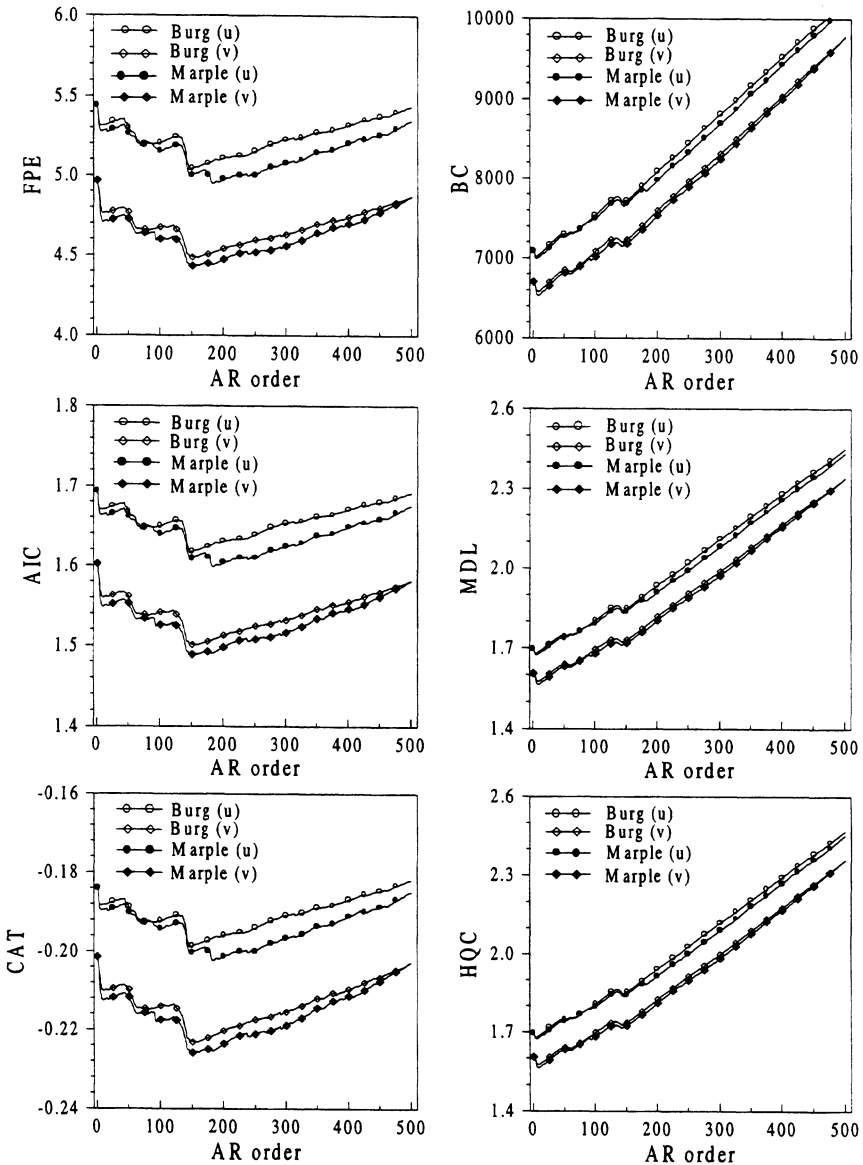 6.0
5.5
5.0
4.5
4.0
FPE
Burg (u)
Burg (v)
Marple (u)
Marple (v)
0 100 200 300 400 500
AR order
10000
9000
8000
7000
6000
BC
Burg (u)
Burg (v)
Marple (u)
Marple (v)
0 100 200 300 400 500
AR order
1.8
1.7
1.6
1.5
1.4
AIC
Burg (u)
Burg (v)
Marple (u)
Marple (v)
0 100 200 300 400 500
AR order
2.6
2.3
2.0
1.7
1.4
MDL
Burg (u)
Burg (v)
Marple (u)
Marple (v)
0 100 200 300 400 500
AR order
-0.16
-0.18
-0.20
-0.22
-0.24
CAT
Burg (u)
Burg (v)
Marple (u)
Marple (v)
0 100 200 300 400 500
AR order
2.6
2.3
2.0
1.7
1.4
HQC
Burg (u)
Burg (v)
Marple (u)
Marple (v)
0 100 200 300 400 500
AR order